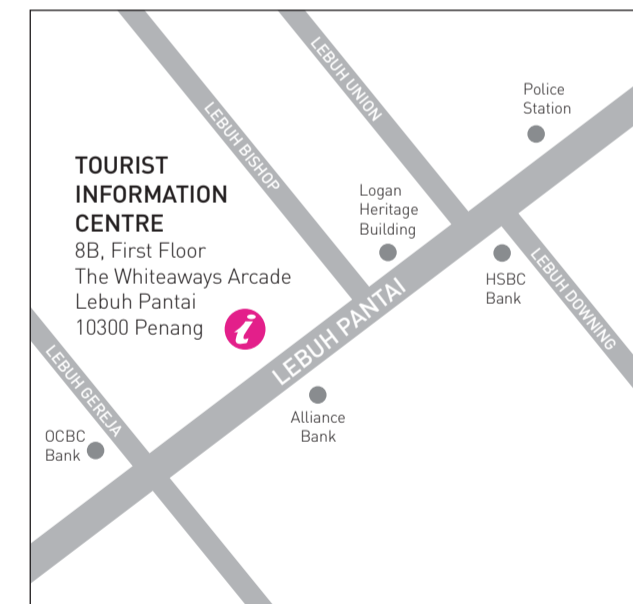 LEBUH UNION
Police
Station
LEBUH BISHOP
TOURIST
INFORMATION
CENTRE
8B, First Floor
The Whiteaways Arcade
Lebuh Pantai
10300 Penang
i
Logan
Heritage
Building
HSBC
Bank
LEBUH DOWNING
LEBUH PANTAI
LEBUH GEREJA
Alliance
Bank
OCBC
Bank